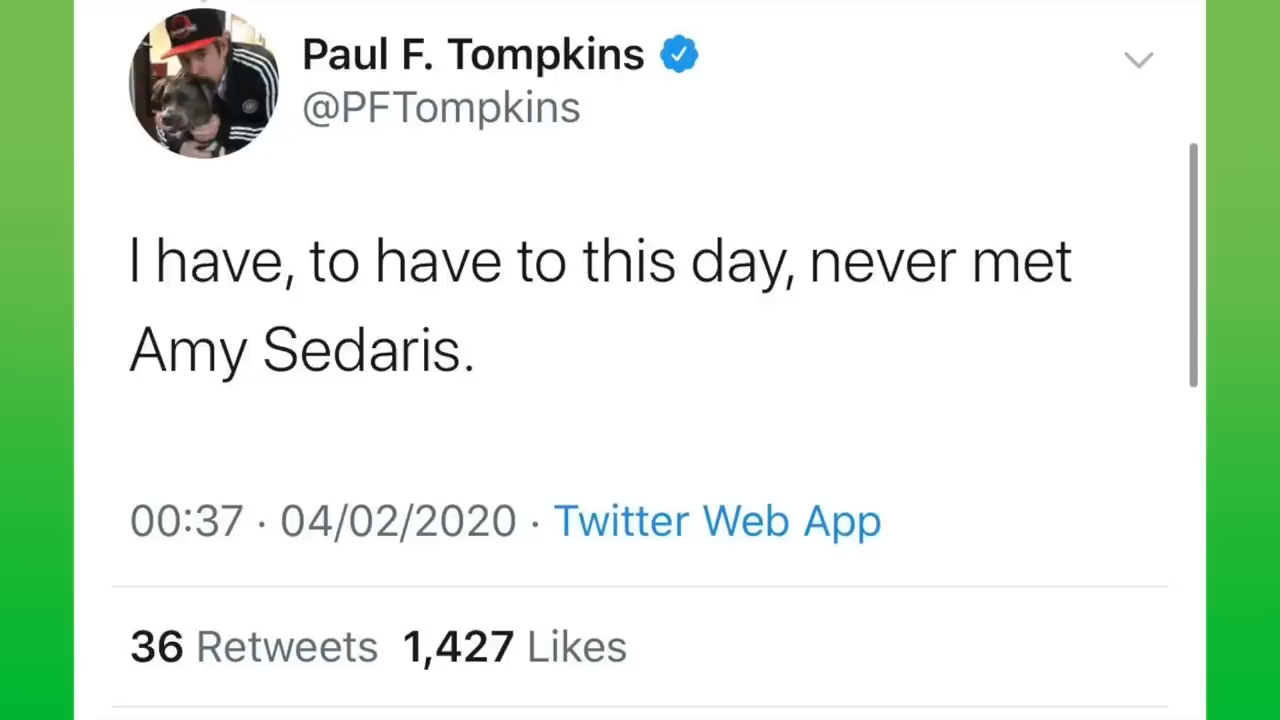 Paul F. Tompkins
@PFTompkins
I have, to have to this day, never met
Amy Sedaris.
00:37 · 04/02/2020 · Twitter Web App
36 Retweets 1,427 Likes